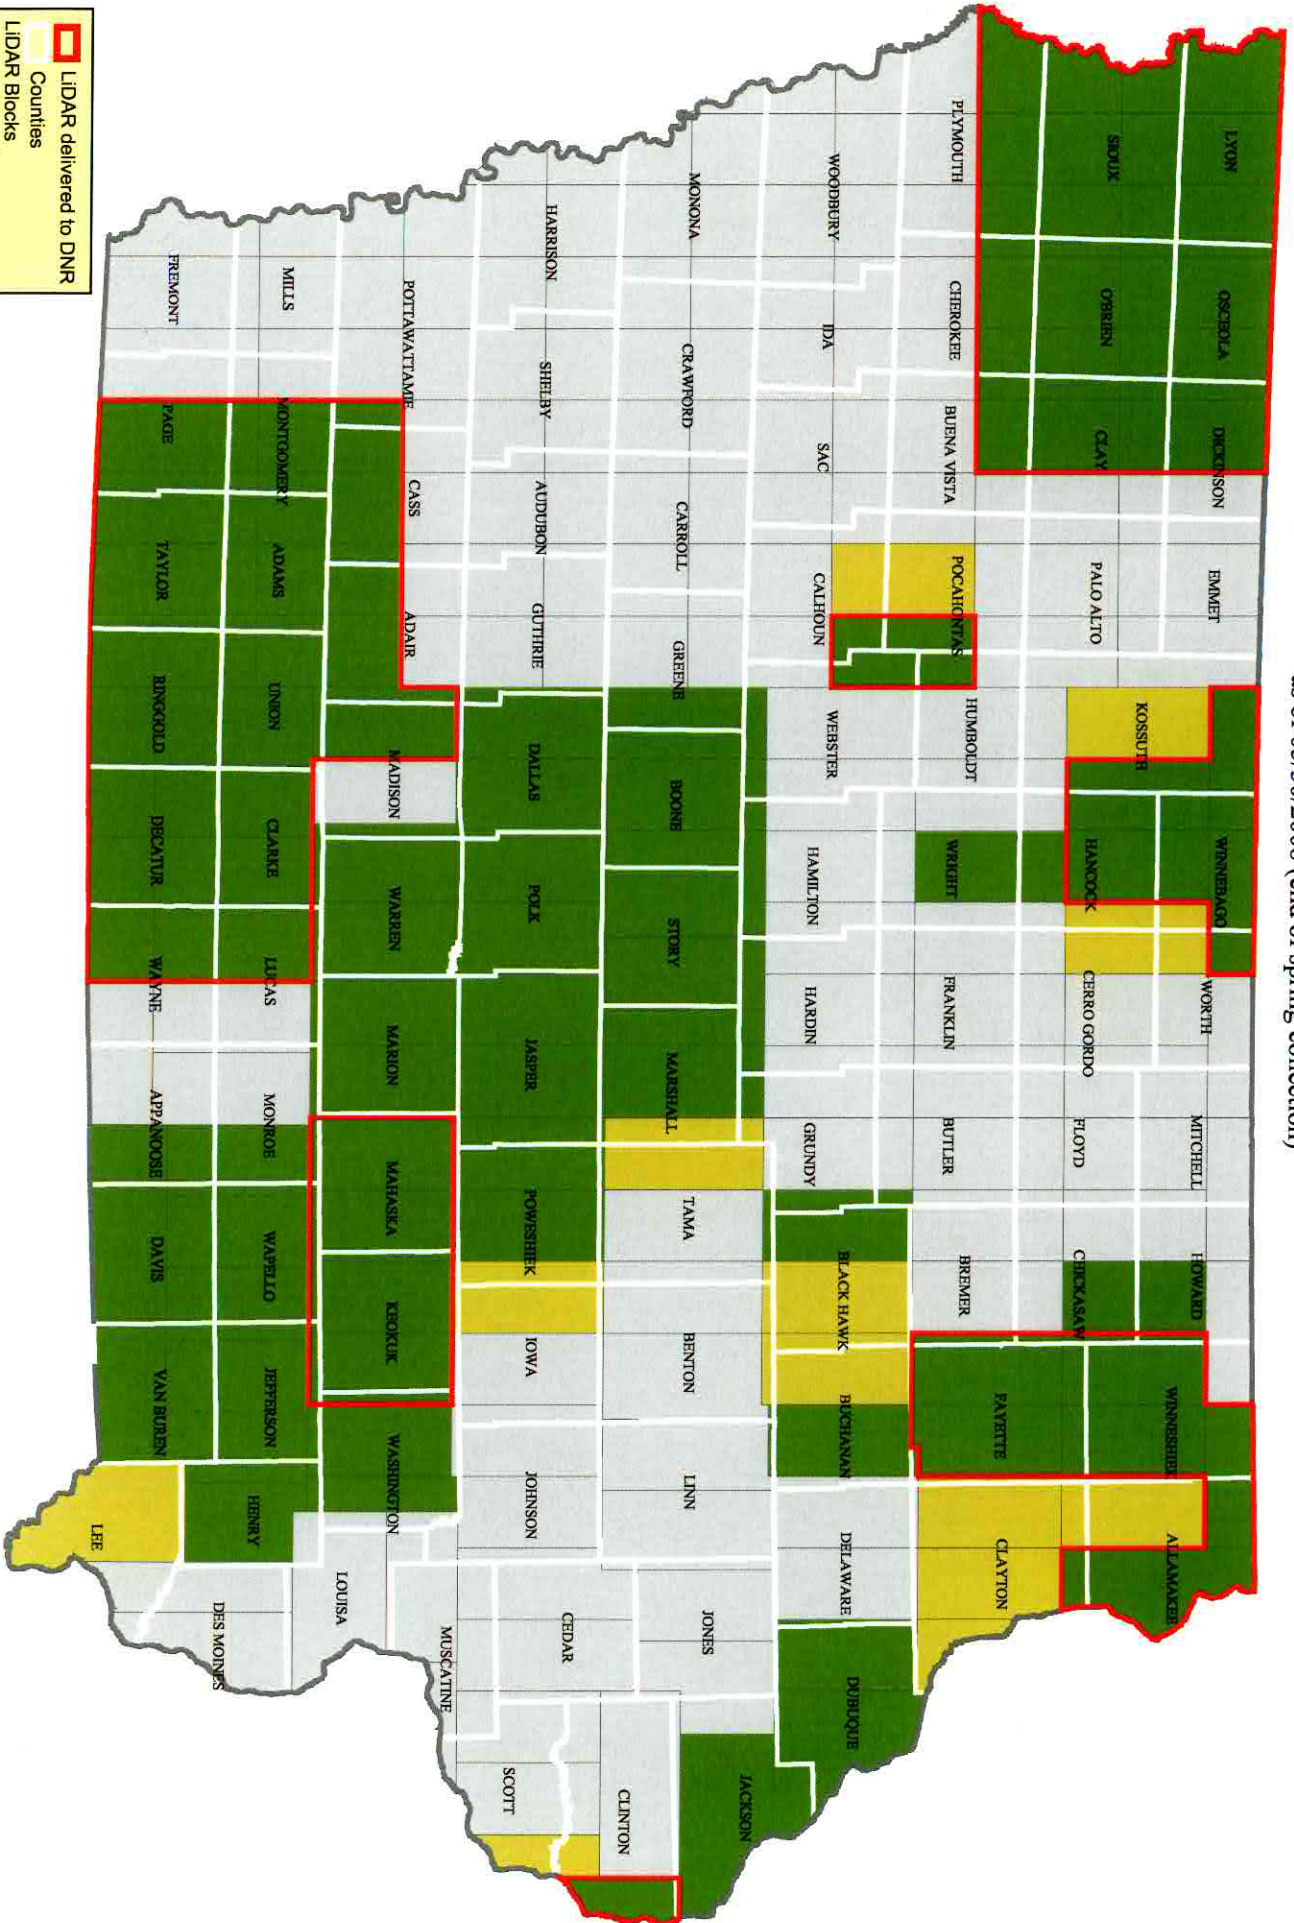 (end of spring collection)
LYON
OSCEOLA
DICKINSON
EMMET
WINNEBAGO
WORTH
MITCHELL
HOWARD
WINNESHIEK
ALLAMAKEE
KOSSUTH
SIOUX
OBRIEN
CLAY
PALO ALTO
HANCOCK
CERRO GORDO
FLOYD
CHICKASAW
FAYETTE
CLAYTON
PLYMOUTH
CHEROKEE
BUENA VISTA
POCAHONTAS
HUMBOLDT
WRIGHT
FRANKLIN
BUTLER
BREMER
WOODBURY
IDA
SAC
CALHOUN
WEBSTER
HAMILTON
HARDIN
GRUNDY
BLACK HAWK
BUCHANAN
DELAWARE
DUBUQUE
MONONA
CRAWFORD
CARROLL
GREENE
BOONE
STORY
MARSHALL
TAMA
BENTON
LINN
JONES
JACKSON
HARRISON
SHELBY
AUDUBON
GUTHRIE
DALLAS
POLK
JASPER
POWESHIEK
IOWA
JOHNSON
CEDAR
CLINTON
SCOTT
POTTAWATTAMIE
CASS
ADAIR
MADISON
WARREN
MARION
MAHASKA
KEOKUK
WASHINGTON
LOUISA
MUSCATINE
MILLS
MONTGOMERY
ADAMS
UNION
CLARKE
LUCAS
MONROE
WAPELLO
JEFFERSON
HENRY
DES MOINES
FREMONT
PAGE
TAYLOR
RINGGOLD
DECATUR
WAYNE
APPANOOSE
DAVIS
VAN BUREN
LEE
LiDAR delivered to DNR
Counties
LiDAR Blocks